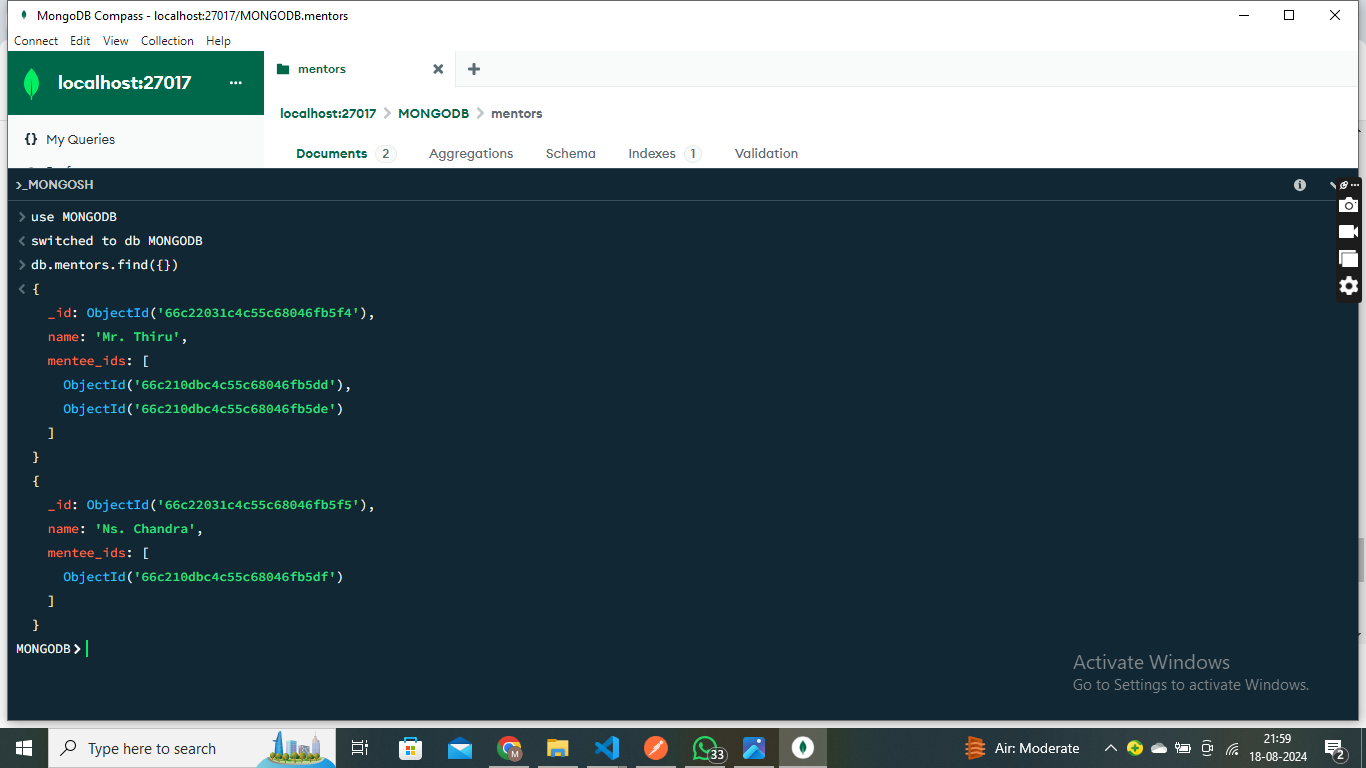 MongoDB Compass - localhost:27017/MONGODB.mentors
Connect Edit View Collection Help
localhost:27017 ...
mentors
localhost:27017 > MONGODB > mentors
{} My Queries
Documents 2 Aggregations Schema Indexes 1 Validation
>_MONGOSH
> use MONGODB
< switched to db MONGODB
> db.mentors.find({})
< {
_id: ObjectId('66c22031c4c55c68046fb5f4'),
name: 'Mr. Thiru',
mentee_ids: [
ObjectId('66c210dbc4c55c68046fb5dd'),
ObjectId('66c210dbc4c55c68046fb5de')
]
}
{
_id: ObjectId('66c22031c4c55c68046fb5f5'),
name: 'Ns. Chandra',
mentee_ids: [
ObjectId('66c210dbc4c55c68046fb5df')
]
}
MONGODB>
Activate Windows
Go to Settings to activate Windows.
Type here to search
M
33
Air: Moderate
21:59
18-08-2024
2